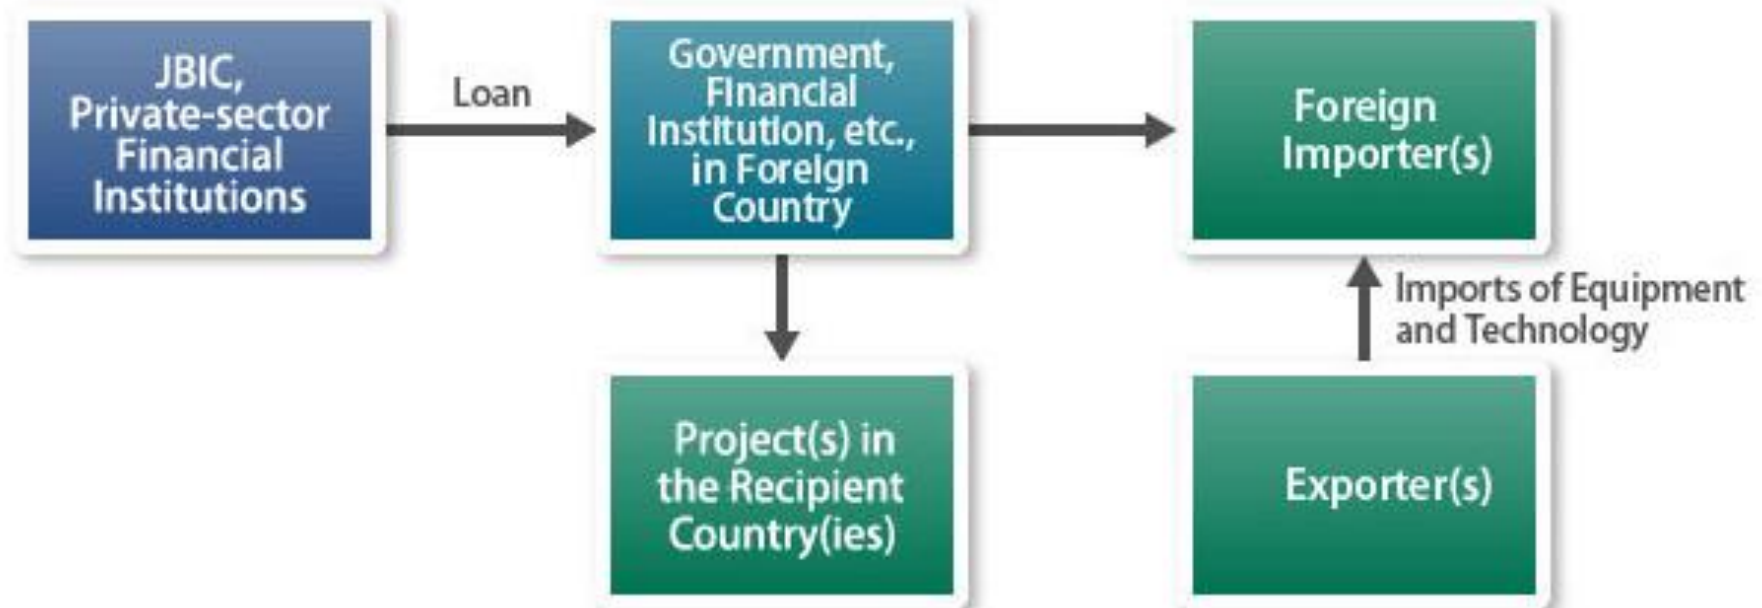 JBIC,
Private-sector
Financial
Institutions
Loan
Government,
Financial
Institution, etc.,
in Foreign
Country
Foreign
Importer(s)
Imports of Equipment
and Technology
Project(s) in
the Recipient
Country(ies)
Exporter(s)